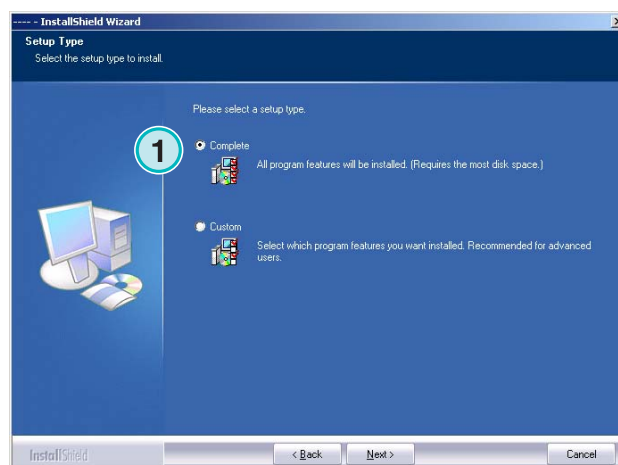 ---- - InstallShield Wizard
Setup Type
Select the setup type to install.
Please select a setup type.
1
Complete
All program features will be installed. (Requires the most disk space.)
Custom
Select which program features you want installed. Recommended for advanced
users.
InstallShield
< Back
Next >
Cancel